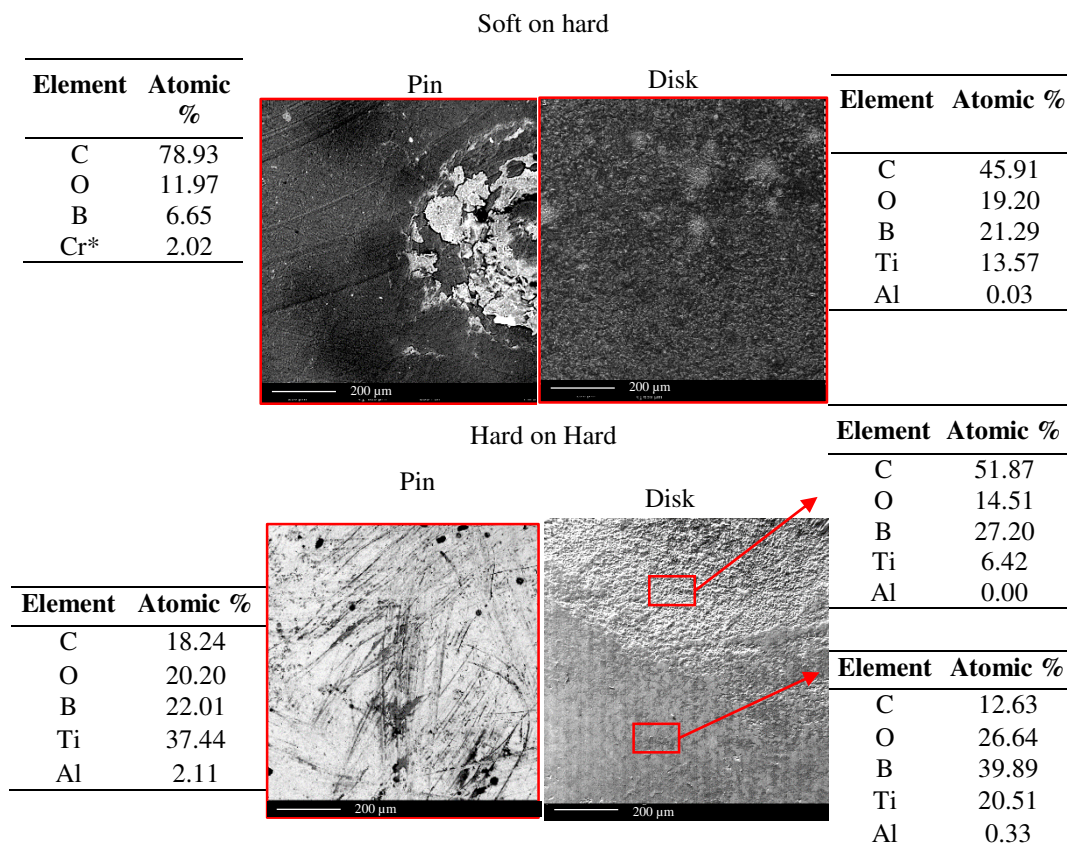 Soft on hard
Element Atomic
%
C 78.93
O 11.97
B 6.65
Cr* 2.02
Pin
200 µm
Disk
200 µm
Element Atomic %
C 45.91
O 19.20
B 21.29
Ti 13.57
Al 0.03
Hard on Hard
Element Atomic %
C 18.24
O 20.20
B 22.01
Ti 37.44
Al 2.11
Pin
200 µm
Disk
200 µm
Element Atomic %
C 51.87
O 14.51
B 27.20
Ti 6.42
Al 0.00
Element Atomic %
C 12.63
O 26.64
B 39.89
Ti 20.51
Al 0.33